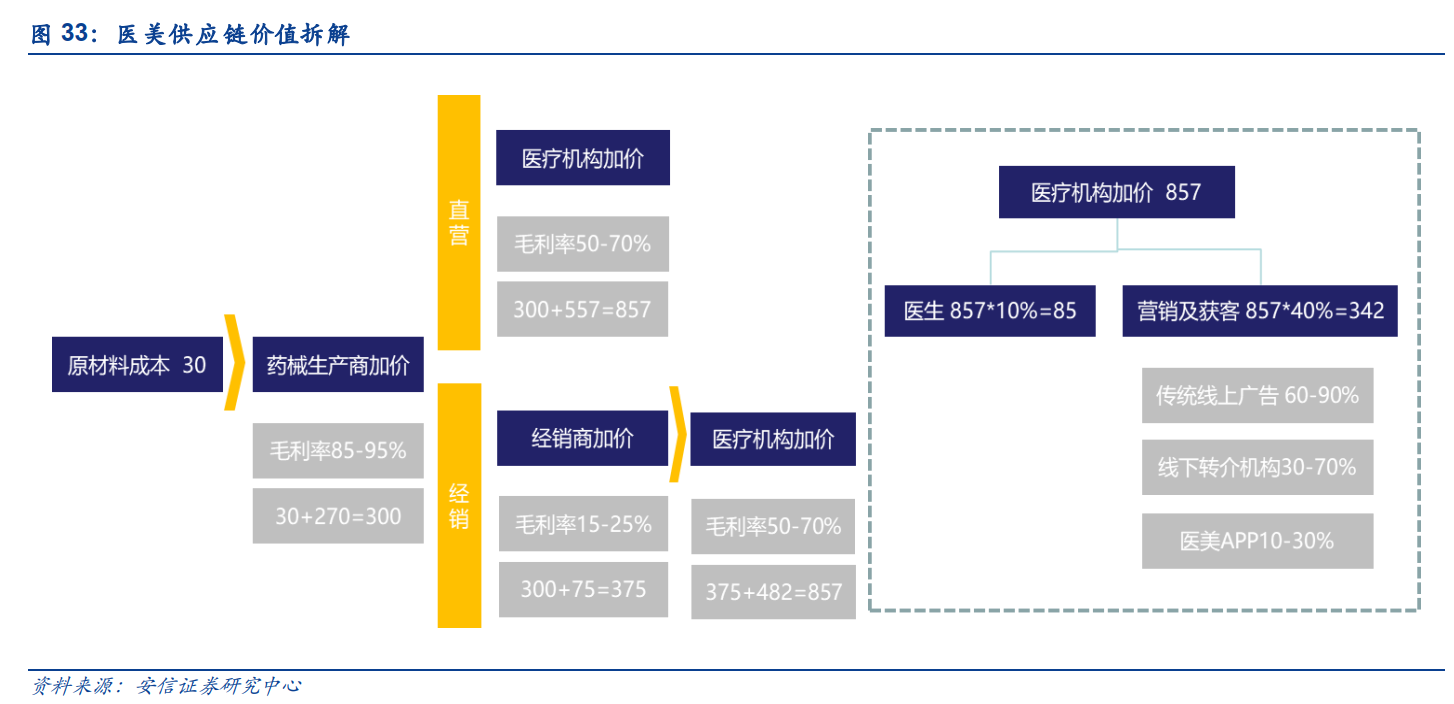 图 33：医美供应链价值拆解
原材料成本 30
药械生产商加价
毛利率85-95%
30+270=300
直营
医疗机构加价
毛利率50-70%
300+557=857
经销
经销商加价
毛利率15-25%
300+75=375
医疗机构加价
毛利率50-70%
375+482=857
医疗机构加价 857
医生 857*10%=85
营销及获客 857*40%=342
传统线上广告 60-90%
线下转介机构30-70%
医美APP10-30%
资料来源：安信证券研究中心